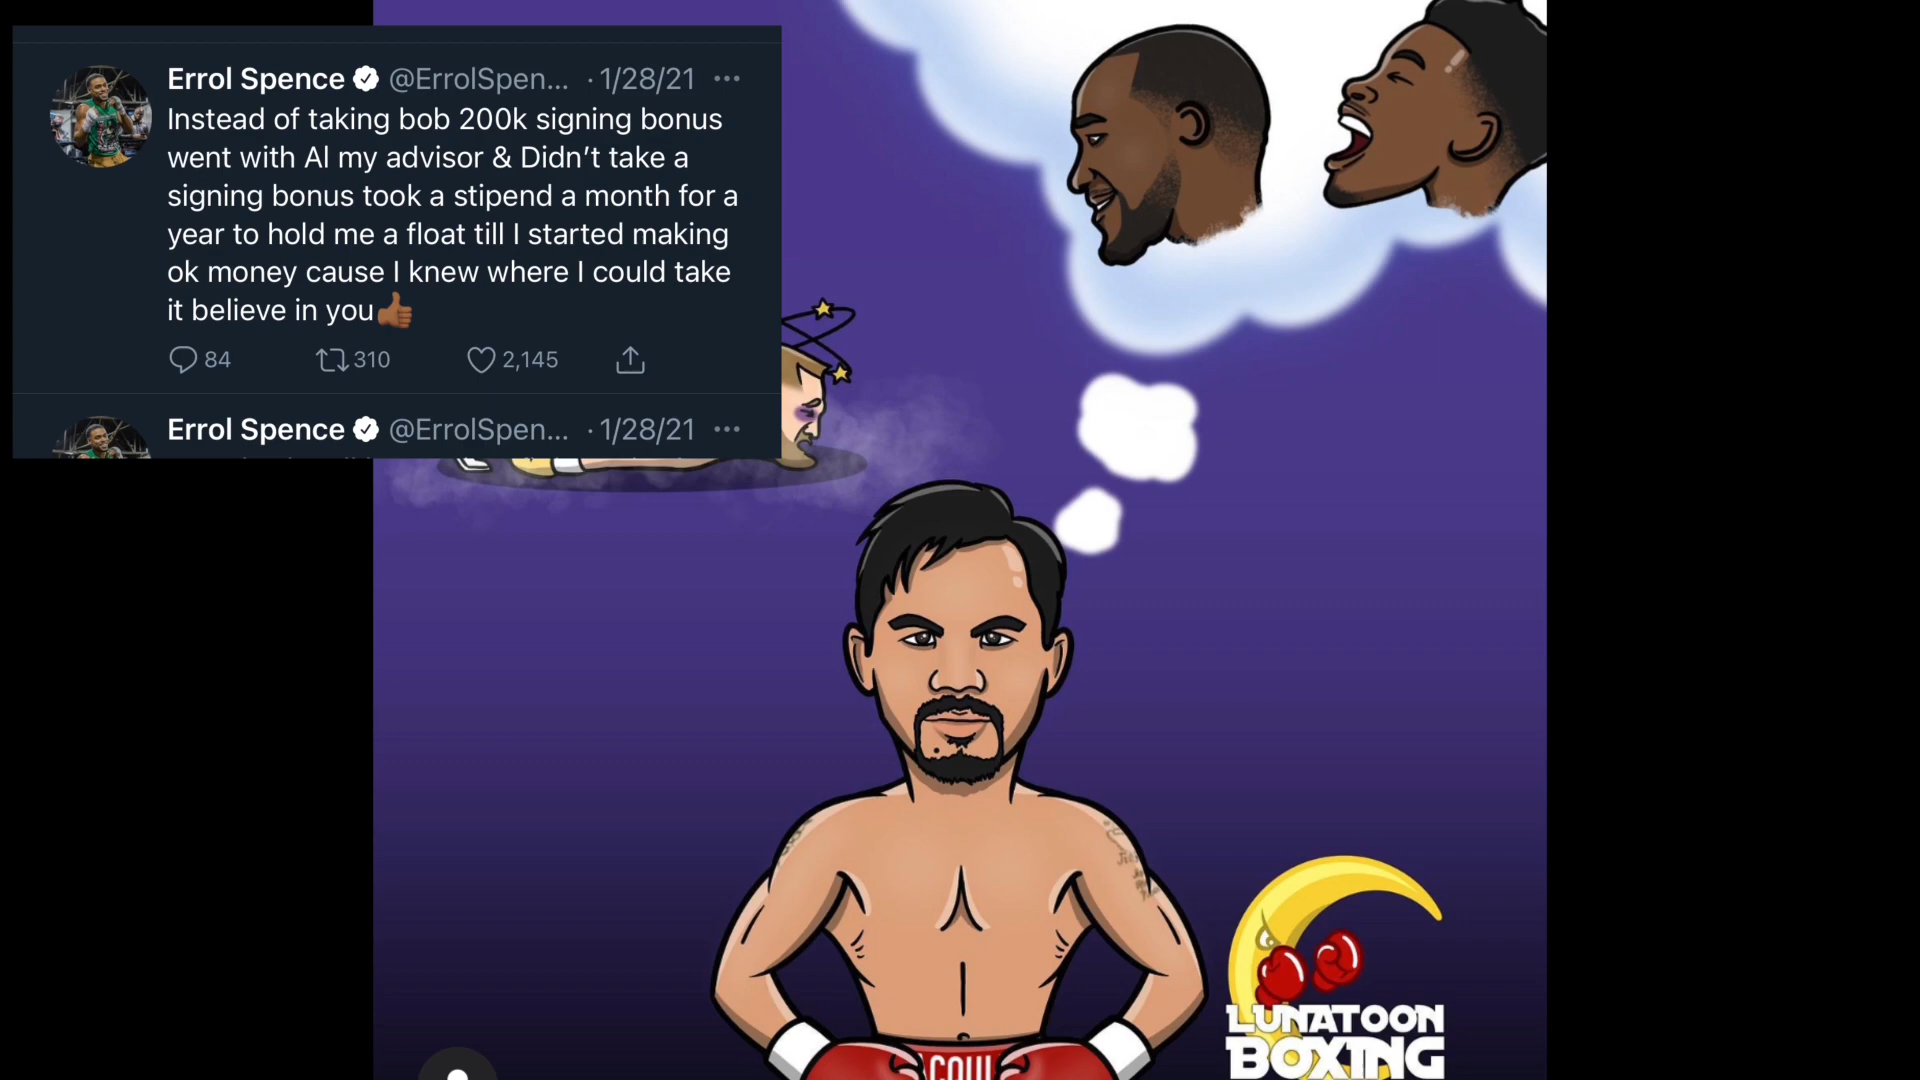 Errol Spence @ErrolSpen... · 1/28/21 •••
Instead of taking bob 200k signing bonus
went with Al my advisor & Didn’t take a
signing bonus took a stipend a month for a
year to hold me a float till I started making
ok money cause I knew where I could take
it believe in you👍🏾
84 310 2,145
Errol Spence @ErrolSpen... · 1/28/21 •••
LUNATOON
BOXING